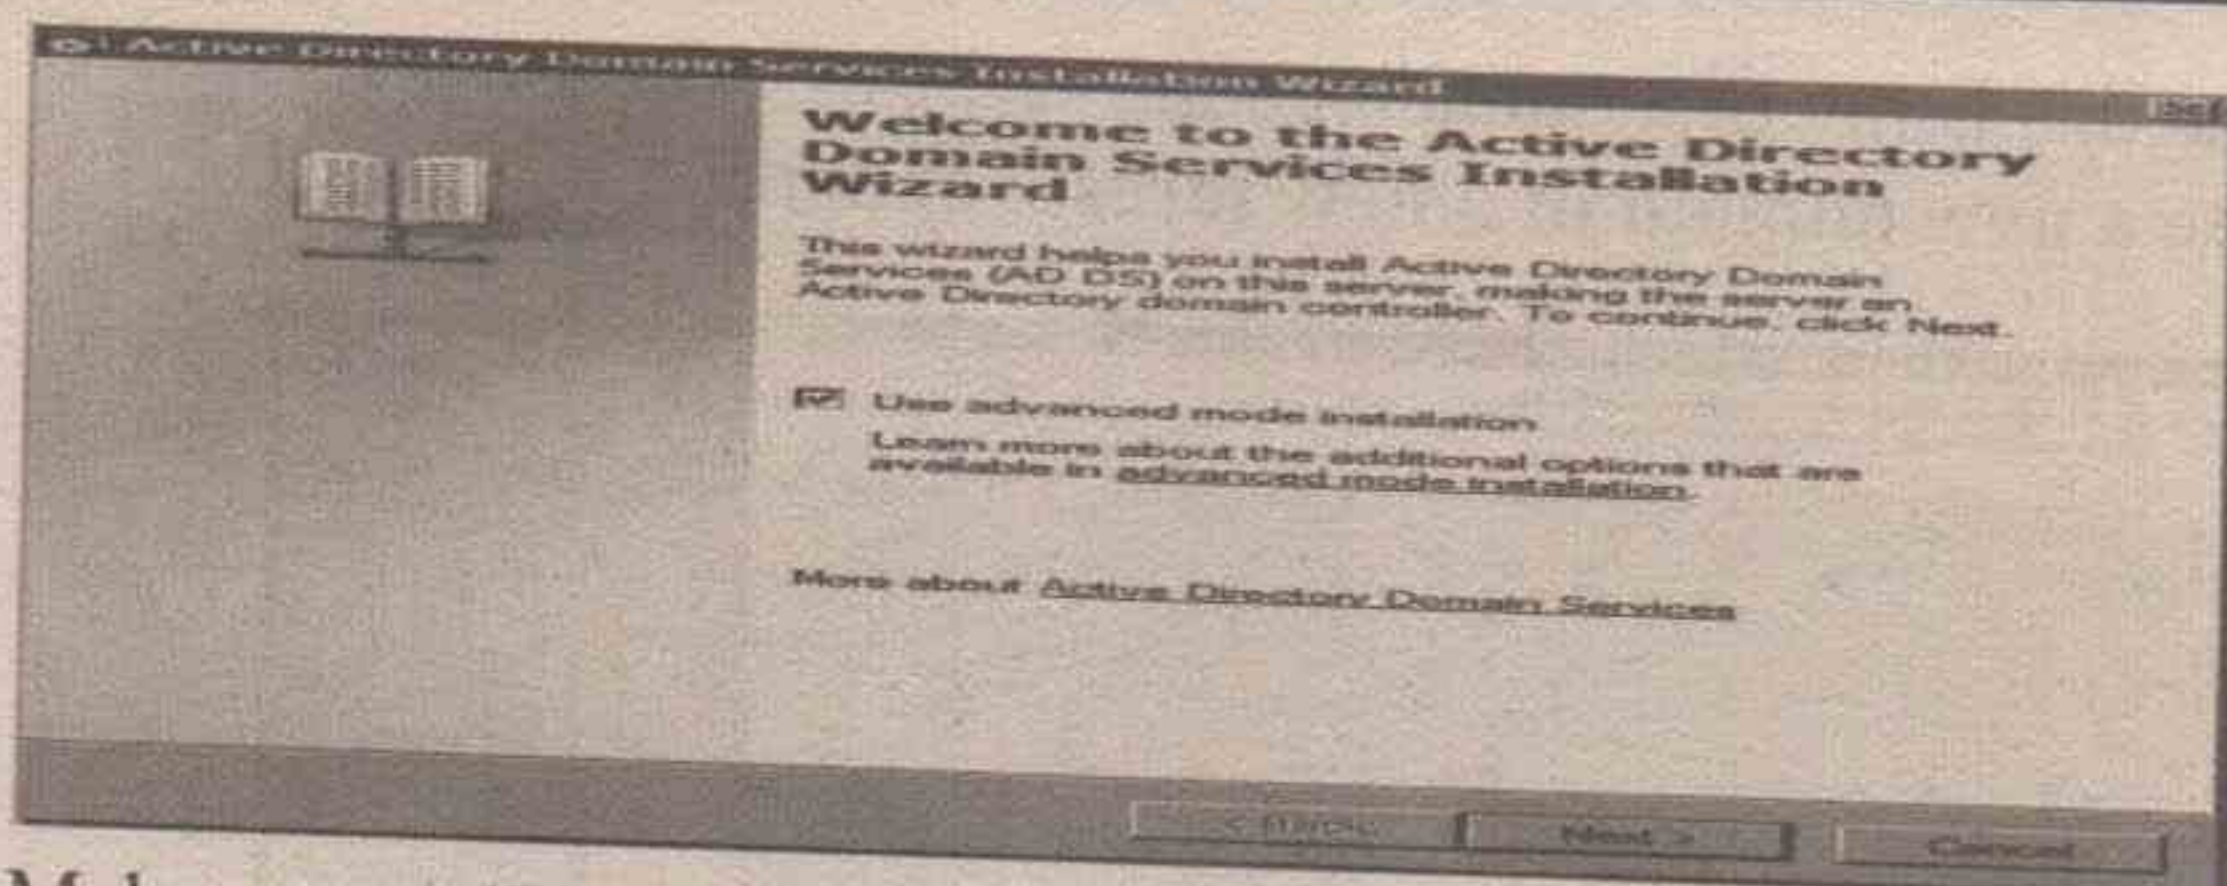 Active Directory Domain Services Installation Wizard
Welcome to the Active Directory
Domain Services Installation
Wizard
This wizard helps you install Active Directory Domain
Services (AD DS) on this server, making the server an
Active Directory domain controller. To continue, click Next.
Use advanced mode installation
Learn more about the additional options that are
available in advanced mode installation.
More about Active Directory Domain Services
< Back
Next >
Cancel